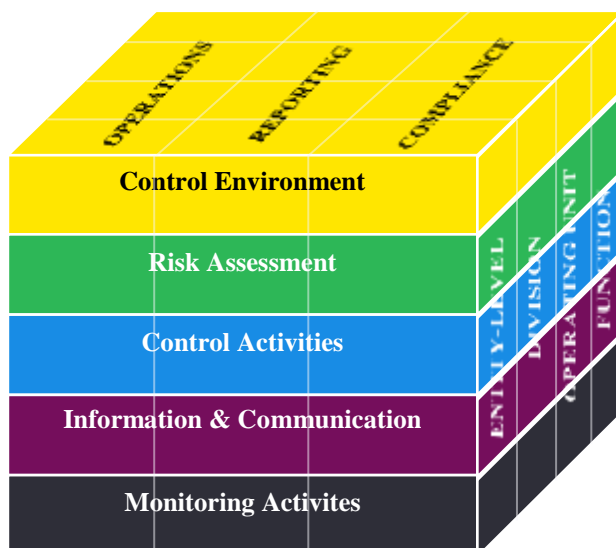 OPERATIONS
REPORTING
COMPLIANCE
Control Environment
Risk Assessment
Control Activities
Information & Communication
Monitoring Activites
ENTITY-LEVEL
DIVISION
OPERATING UNIT
FUNCTION